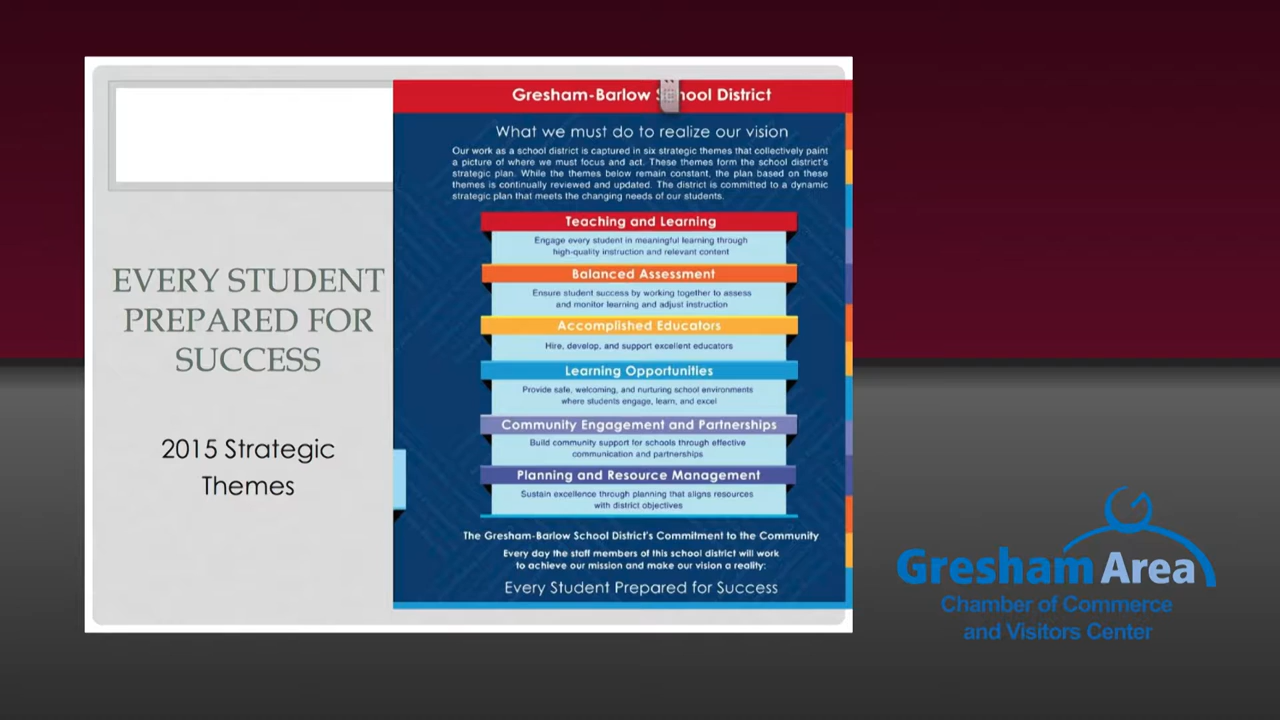 EVERY STUDENT
PREPARED FOR
SUCCESS
2015 Strategic
Themes
Gresham-Barlow School District
What we must do to realize our vision
Our work as a school district is captured in six strategic themes that collectively paint
a picture of where we must focus and act. These themes form the school district's
strategic plan. While the themes below remain constant, the plan based on these
themes is continually reviewed and updated. The district is committed to a dynamic
strategic plan that meets the changing needs of our students.
Teaching and Learning
Engage every student in meaningful learning through
high-quality instruction and relevant content
Balanced Assessment
Ensure student success by working together to assess
and monitor learning and adjust instruction
Accomplished Educators
Hire, develop, and support excellent educators
Learning Opportunities
Provide safe, welcoming, and nurturing school environments
where students engage, learn, and excel
Community Engagement and Partnerships
Build community support for schools through effective
communication and partnerships
Planning and Resource Management
Sustain excellence through planning that aligns resources
with district objectives
The Gresham-Barlow School District's Commitment to the Community
Every day the staff members of this school district will work
to achieve our mission and make our vision a reality:
Every Student Prepared for Success
Gresham Area
Chamber of Commerce
and Visitors Center